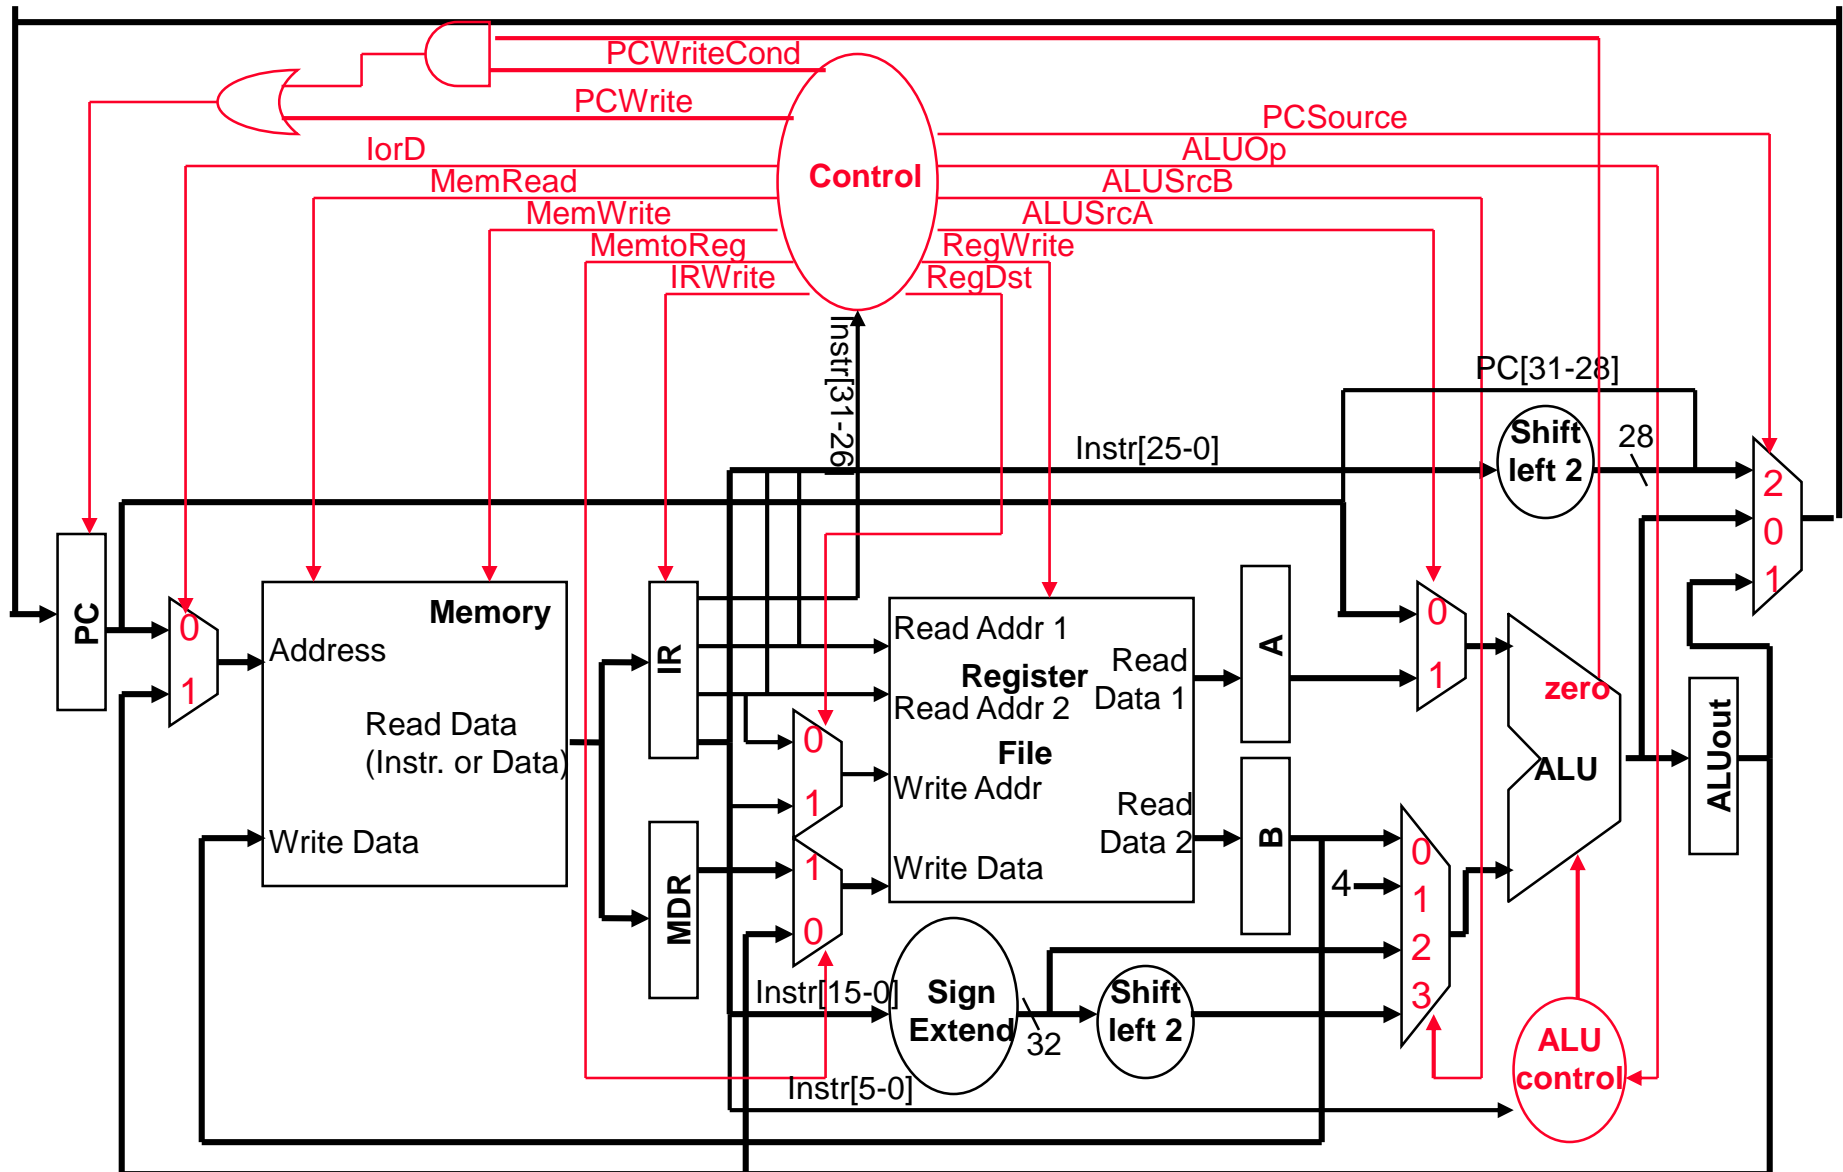 PCWriteCond
PCWrite
PCSource
IorD
ALUOp
Control
MemRead
ALUSrcB
MemWrite
ALUSrcA
MemtoReg
RegWrite
IRWrite
RegDst
Instr[31-26]
PC[31-28]
Instr[25-0]
Shift
left 2
28
2
0
1
PC
0
1
Memory
Address
Read Data
(Instr. or Data)
Write Data
IR
MDR
0
1
1
0
Read Addr 1
Register
Read Addr 2
File
Write Addr
Write Data
Read
Data 1
Read
Data 2
A
B
0
1
4
0
1
2
3
zero
ALU
ALUout
Instr[15-0]
Sign
Extend
32
Shift
left 2
ALU
control
Instr[5-0]